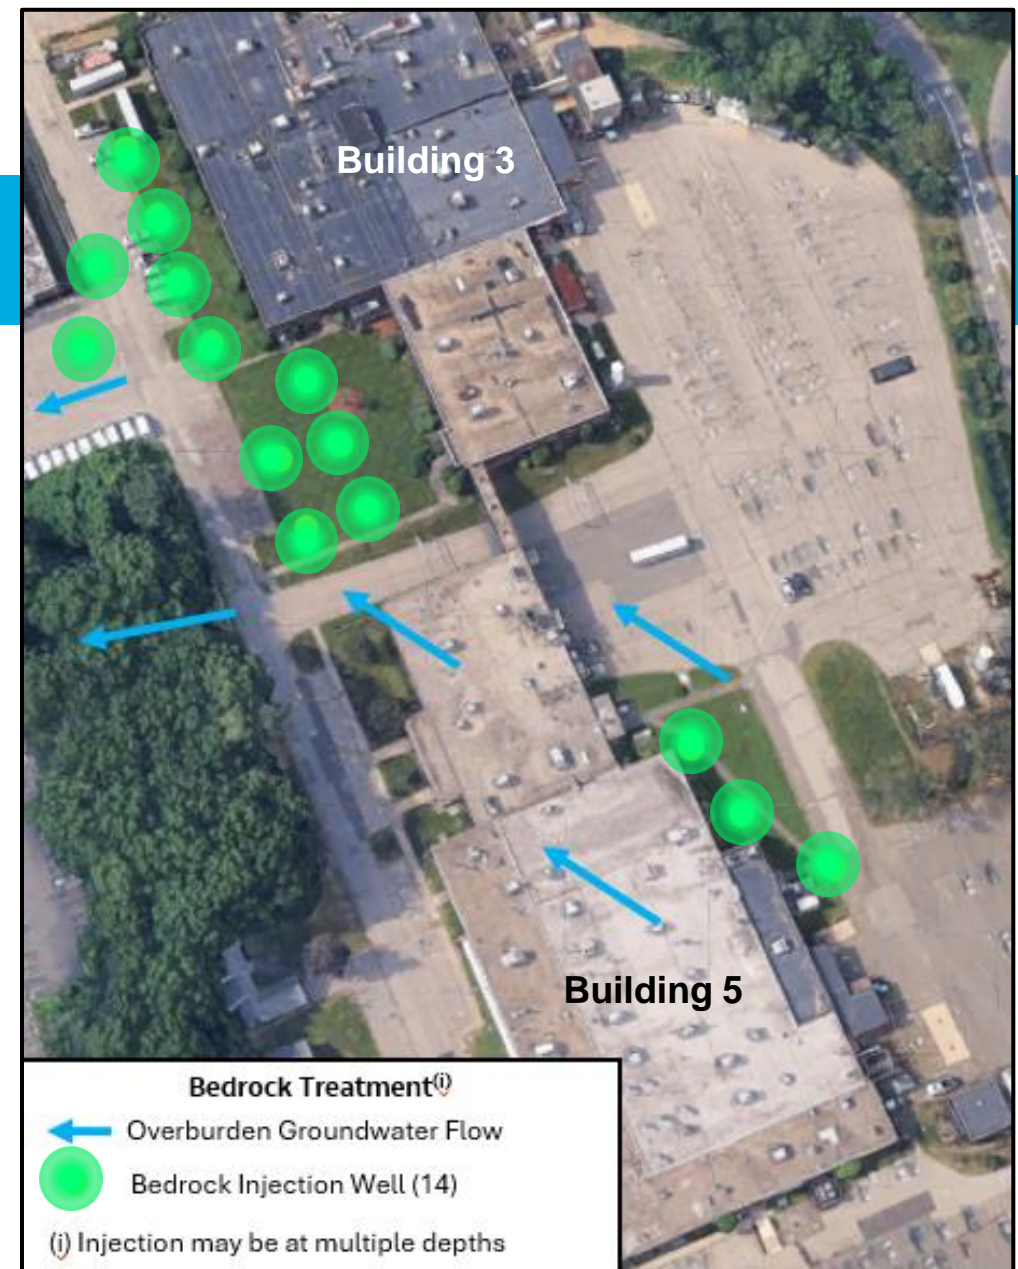 Building 3
Building 5
Bedrock Treatment(i)
Overburden Groundwater Flow
Bedrock Injection Well (14)
(i) Injection may be at multiple depths